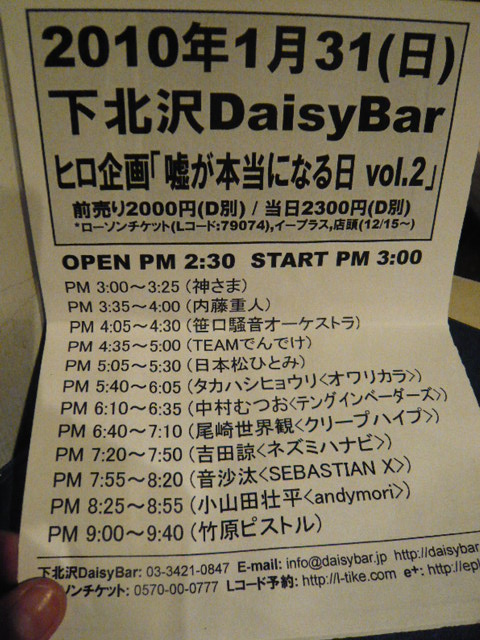 2010年1月31(日)
下北沢DaisyBar
ヒロ企画「嘘が本当になる日 vol.2」
前売り2000円(D別) / 当日2300円(D別)
*ローソンチケット(Lコード:79074),イープラス,店頭(12/15~)
OPEN PM 2:30 START PM 3:00
PM 3:00~3:25 (神さま)
PM 3:35~4:00 (内藤重人)
PM 4:05~4:30 (笹口騒音オーケストラ)
PM 4:35~5:00 (TEAMでんでけ)
PM 5:05~5:30 (日本松ひとみ)
PM 5:40~6:05 (タカハシヒョウリ<オワリカラ>)
PM 6:10~6:35 (中村むつお<テングインベーダーズ>)
PM 6:40~7:10 (尾崎世界観<クリープハイプ>)
PM 7:20~7:50 (吉田諒<ネズミハナビ>)
PM 7:55~8:20 (音沙汰<SEBASTIAN X>)
PM 8:25~8:55 (小山田壮平<andymori>)
PM 9:00~9:40 (竹原ピストル)
下北沢DaisyBar: 03-3421-0847 E-mail: info@daisybar.jp http://daisybar
ソンチケット: 0570-00-0777 Lコード予約: http://l-tike.com e+: http://epl